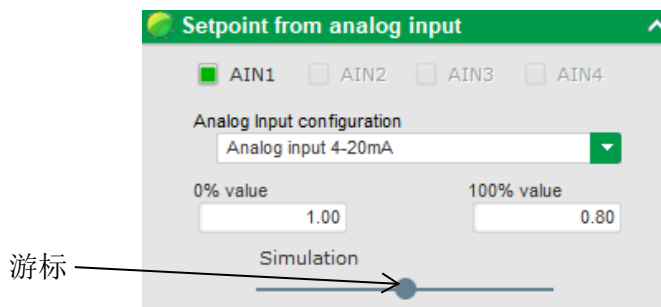 Setpoint from analog input
AIN1 AIN2 AIN3 AIN4
Analog Input configuration
Analog input 4-20mA
0% value 100% value
1.00 0.80
Simulation
游标